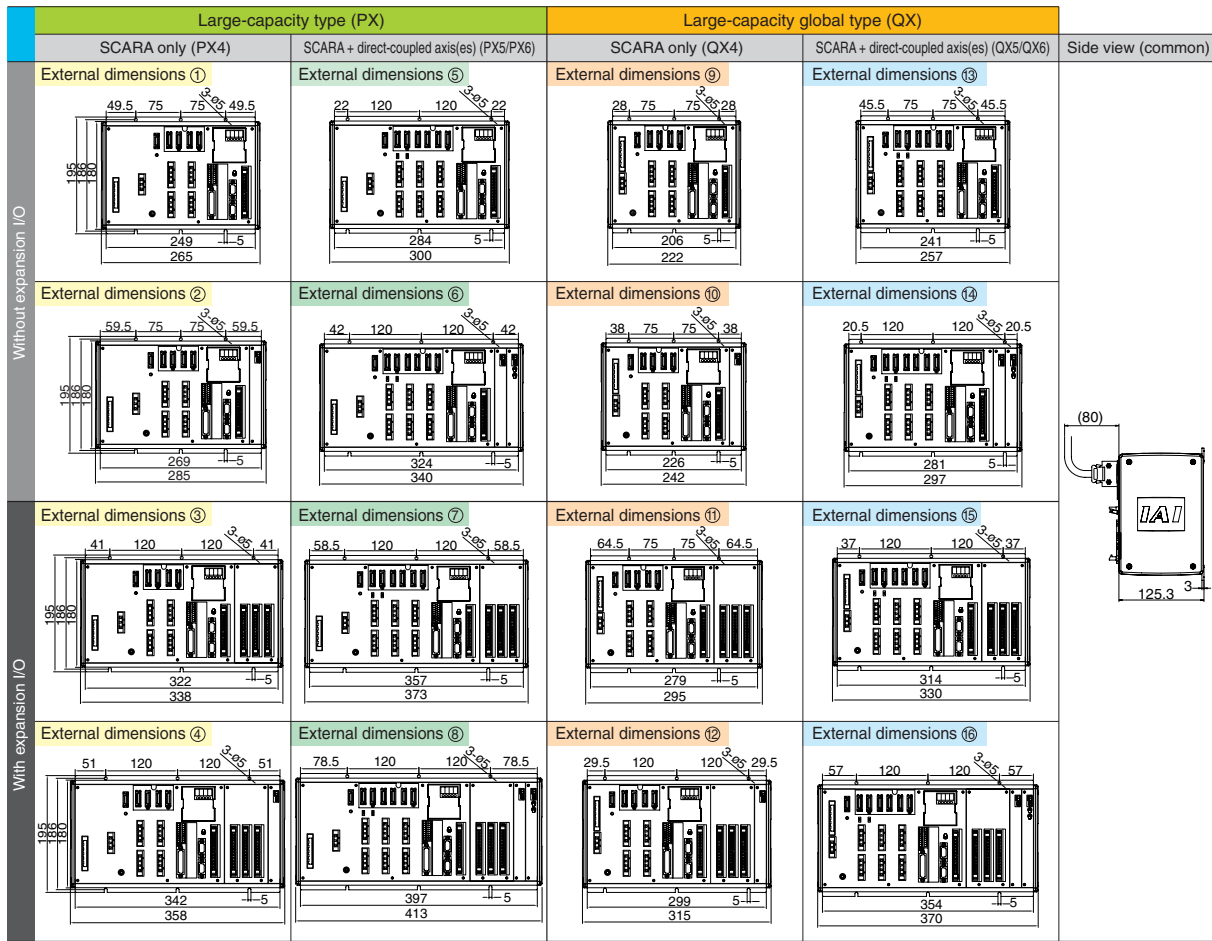 Large-capacity type (PX)
Large-capacity global type (QX)
SCARA only (PX4)
SCARA + direct-coupled axis(es) (PX5/PX6)
SCARA only (QX4)
SCARA + direct-coupled axis(es) (QX5/QX6)
Side view (common)
Without expansion I/O
External dimensions ①
49.5 75 75 49.5
3-ø5
195
186
180
249 5
265
External dimensions ⑤
22 120 120 22
3-ø5
284 5
300
External dimensions ⑨
28 75 75 28
3-ø5
206 5
222
External dimensions ⑬
45.5 75 75 45.5
3-ø5
241 5
257
External dimensions ②
59.5 75 75 59.5
3-ø5
195
186
180
269 5
285
External dimensions ⑥
42 120 120 42
3-ø5
324 5
340
External dimensions ⑩
38 75 75 38
3-ø5
226 5
242
External dimensions ⑭
20.5 120 120 20.5
3-ø5
281 5
297
(80)
IAI
3
125.3
With expansion I/O
External dimensions ③
41 120 120 41
3-ø5
195
186
180
322 5
338
External dimensions ⑦
58.5 120 120 58.5
3-ø5
357 5
373
External dimensions ⑪
64.5 75 75 64.5
3-ø5
279 5
295
External dimensions ⑮
37 120 120 37
3-ø5
314 5
330
External dimensions ④
51 120 120 51
3-ø5
195
186
180
342 5
358
External dimensions ⑧
78.5 120 120 78.5
3-ø5
397 5
413
External dimensions ⑫
29.5 120 120 29.5
3-ø5
299 5
315
External dimensions ⑯
57 120 120 57
3-ø5
354 5
370